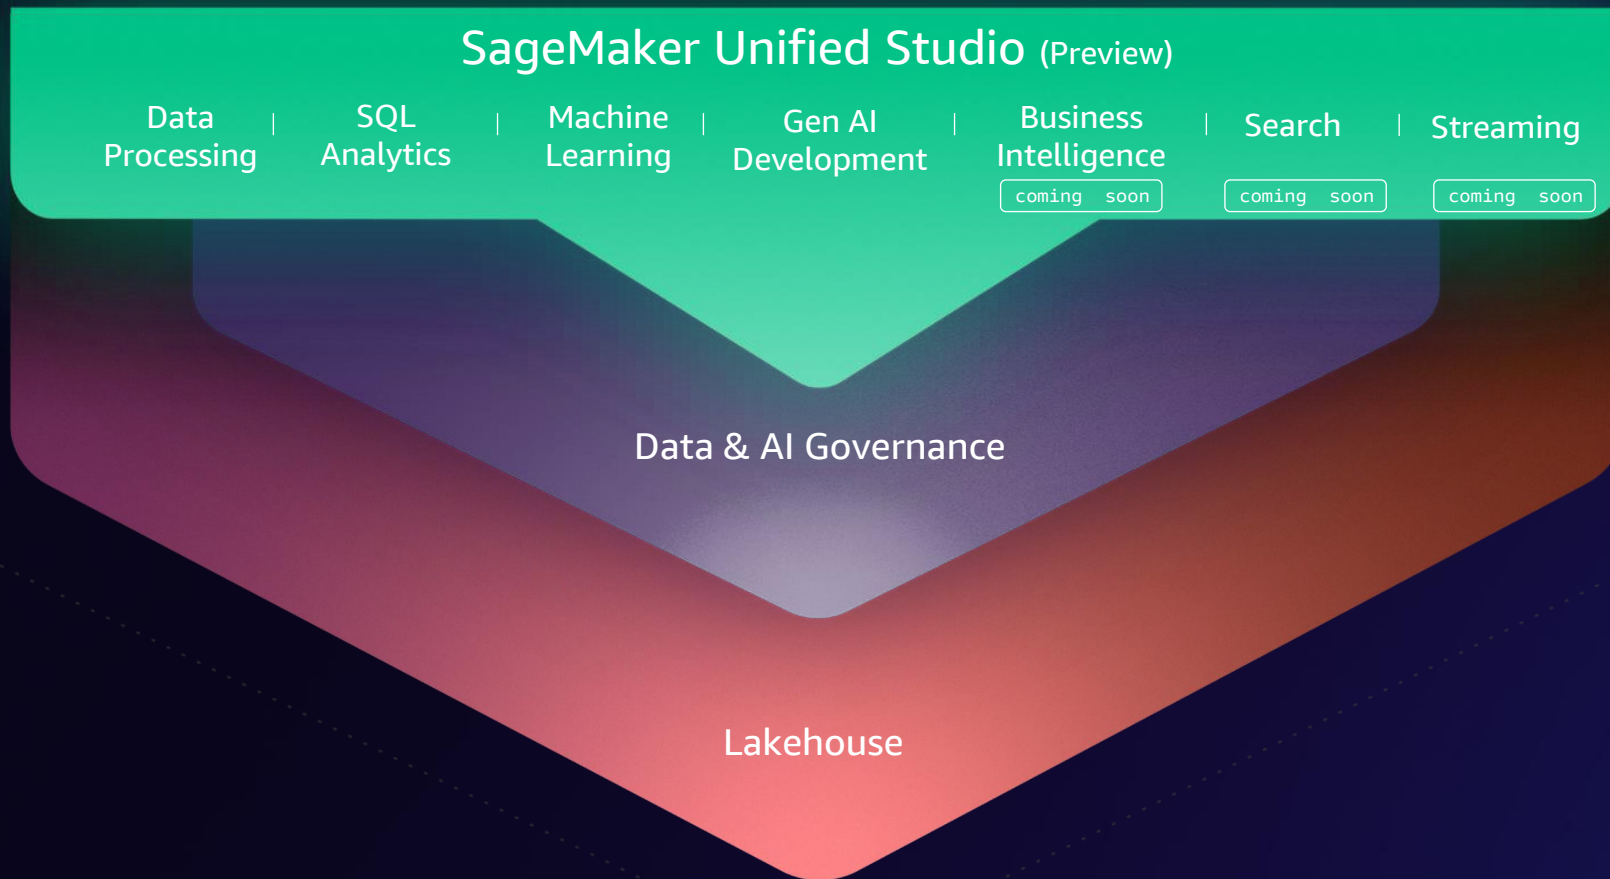 SageMaker Unified Studio (Preview)
Data
Processing
SQL
Analytics
Machine
Learning
Gen AI
Development
Business
Intelligence
coming soon
Search
coming soon
Streaming
coming soon
Data & AI Governance
Lakehouse